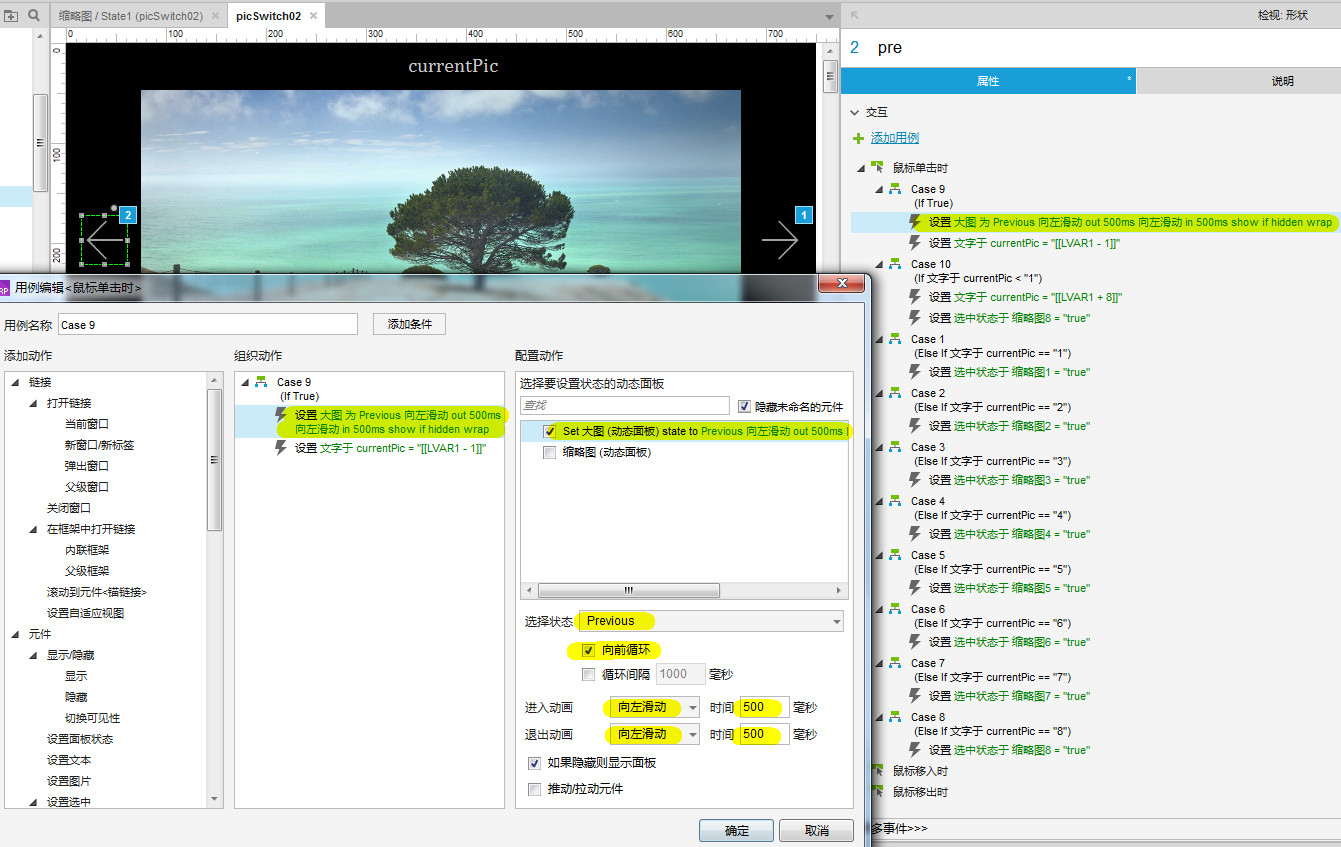 缩略图 / State1 (picSwitch02)
picSwitch02
检视: 形状
0 100 200 300 400 500 600 700
0
100
200
currentPic
2
1
2 pre
属性 *
说明
交互
添加用例
鼠标单击时
Case 9
(If True)
设置 大图 为 Previous 向左滑动 out 500ms 向左滑动 in 500ms show if hidden wrap
设置 文字于 currentPic = "[[LVAR1 - 1]]"
Case 10
(If 文字于 currentPic < "1")
设置 文字于 currentPic = "[[LVAR1 + 8]]"
设置 选中状态于 缩略图8 = "true"
Case 1
(Else If 文字于 currentPic == "1")
设置 选中状态于 缩略图1 = "true"
Case 2
(Else If 文字于 currentPic == "2")
设置 选中状态于 缩略图2 = "true"
Case 3
(Else If 文字于 currentPic == "3")
设置 选中状态于 缩略图3 = "true"
Case 4
(Else If 文字于 currentPic == "4")
设置 选中状态于 缩略图4 = "true"
Case 5
(Else If 文字于 currentPic == "5")
设置 选中状态于 缩略图5 = "true"
Case 6
(Else If 文字于 currentPic == "6")
设置 选中状态于 缩略图6 = "true"
Case 7
(Else If 文字于 currentPic == "7")
设置 选中状态于 缩略图7 = "true"
Case 8
(Else If 文字于 currentPic == "8")
设置 选中状态于 缩略图8 = "true"
鼠标移入时
鼠标移出时
多事件>>>
RP 用例编辑<鼠标单击时>
用例名称 Case 9 添加条件
添加动作
链接
打开链接
当前窗口
新窗口/新标签
弹出窗口
父级窗口
关闭窗口
在框架中打开链接
内联框架
父级框架
滚动到元件<锚链接>
设置自适应视图
元件
显示/隐藏
显示
隐藏
切换可见性
设置面板状态
设置文本
设置图片
设置选中
组织动作
Case 9
(If True)
设置 大图 为 Previous 向左滑动 out 500ms
向左滑动 in 500ms show if hidden wrap
设置 文字于 currentPic = "[[LVAR1 - 1]]"
配置动作
选择要设置状态的动态面板
查找 隐藏未命名的元件
Set 大图 (动态面板) state to Previous 向左滑动 out 500ms
缩略图 (动态面板)
选择状态 Previous
向前循环
循环间隔 1000 毫秒
进入动画 向左滑动 时间 500 毫秒
退出动画 向左滑动 时间 500 毫秒
如果隐藏则显示面板
推动/拉动元件
确定 取消